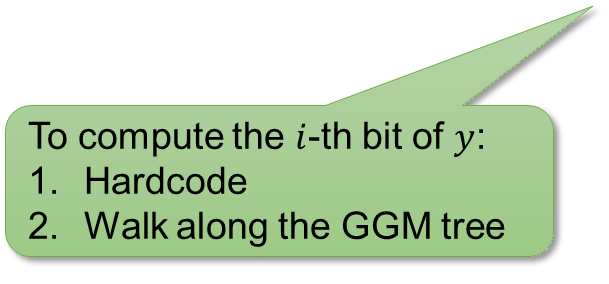 To compute the 𝑖-th bit of 𝑦:
1. Hardcode
2. Walk along the GGM tree